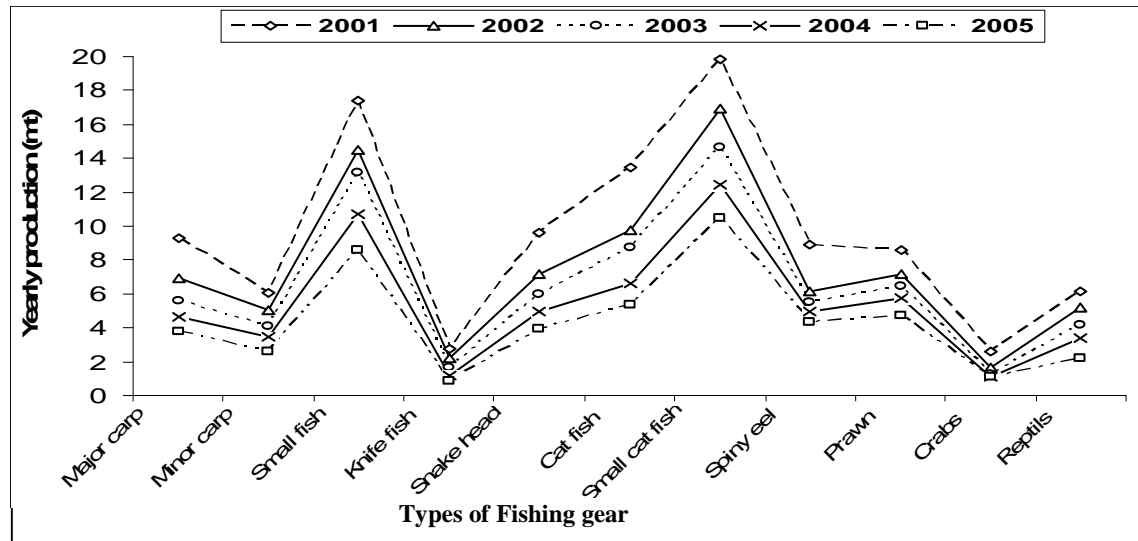 2001 2002 2003 2004 2005
Yearly production (mt)
20
18
16
14
12
10
8
6
4
2
0
Major carp
Minor carp
Small fish
Knife fish
Snake head
Cat fish
Small cat fish
Spiny eel
Prawn
Crabs
Reptils
Types of Fishing gear